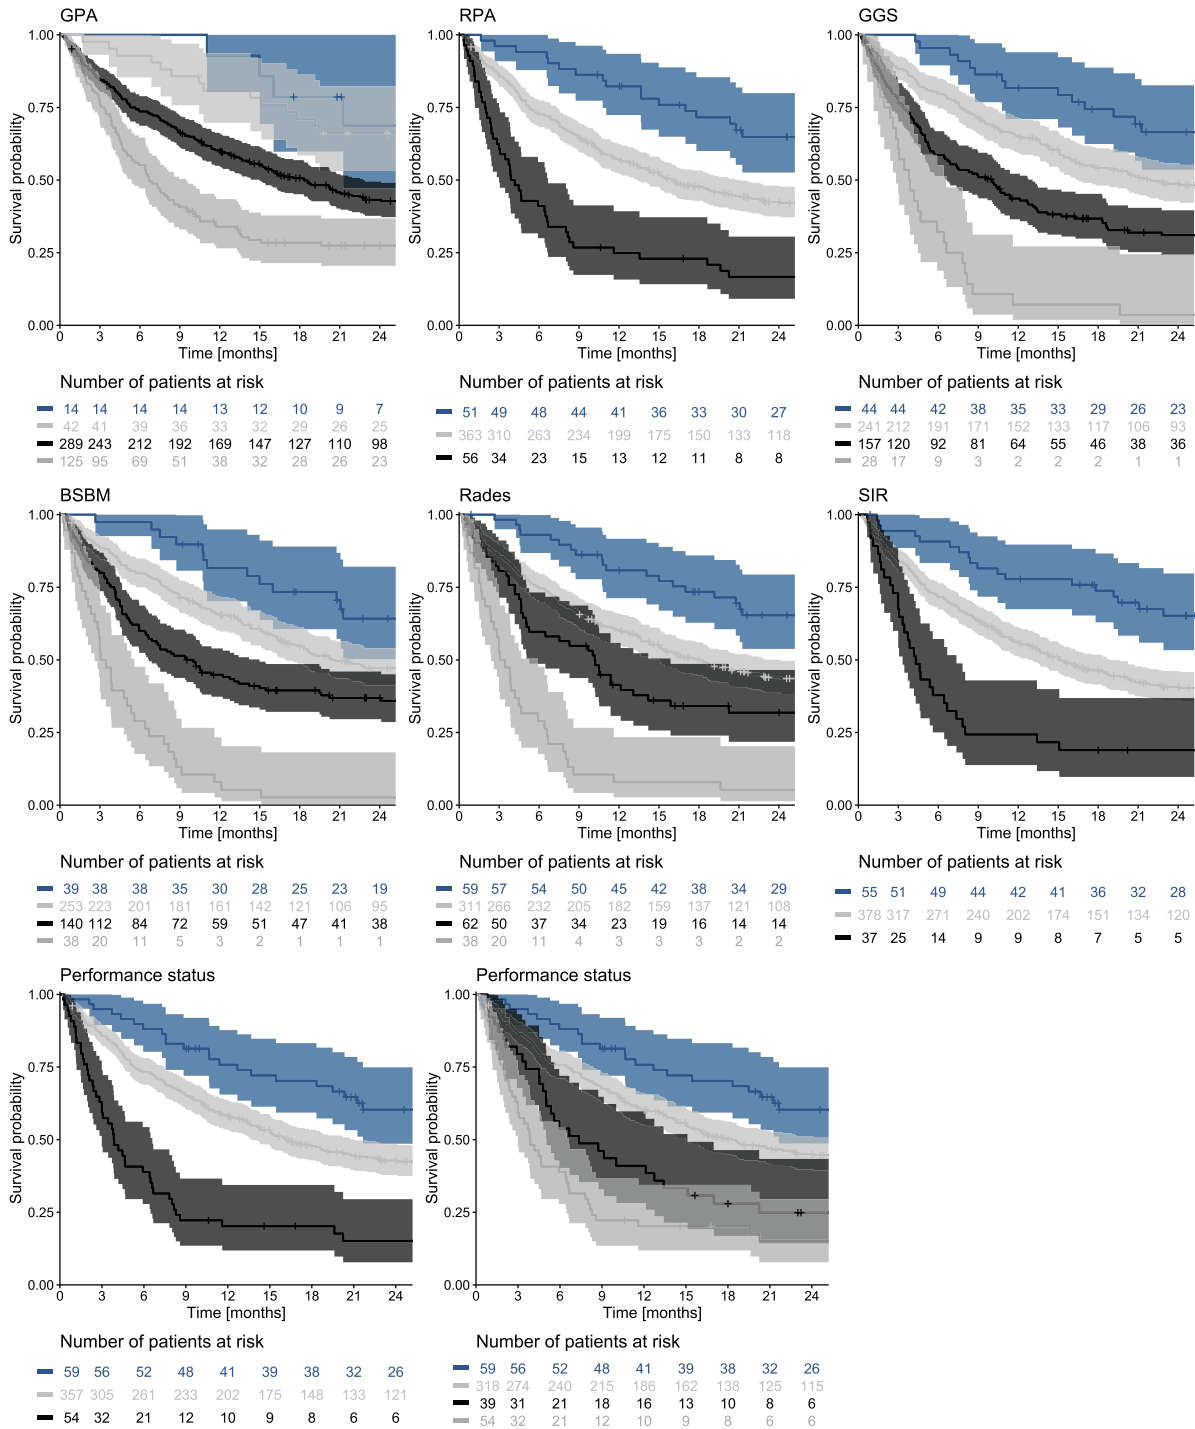 GPA
RPA
GGS
1.00
0.75
0.50
0.25
0.00
Survival probability
0 3 6 9 12 15 18 21 24
Time [months]
1.00
0.75
0.50
0.25
0.00
Survival probability
0 3 6 9 12 15 18 21 24
Time [months]
1.00
0.75
0.50
0.25
0.00
Survival probability
0 3 6 9 12 15 18 21 24
Time [months]
Number of patients at risk
14 14 14 14 13 12 10 9 7
42 41 39 36 33 32 29 26 25
289 243 212 192 169 147 127 110 98
125 95 69 51 38 32 28 26 23
Number of patients at risk
51 49 48 44 41 36 33 30 27
363 310 263 234 199 175 150 133 118
56 34 23 15 13 12 11 8 8
Number of patients at risk
44 44 42 38 35 33 29 26 23
241 212 191 171 152 133 117 106 93
157 120 92 81 64 55 46 38 36
28 17 9 3 2 2 2 1 1
BSBM
Rades
SIR
1.00
0.75
0.50
0.25
0.00
Survival probability
0 3 6 9 12 15 18 21 24
Time [months]
1.00
0.75
0.50
0.25
0.00
Survival probability
0 3 6 9 12 15 18 21 24
Time [months]
1.00
0.75
0.50
0.25
0.00
Survival probability
0 3 6 9 12 15 18 21 24
Time [months]
Number of patients at risk
39 38 38 35 30 28 25 23 19
253 223 201 181 161 142 121 106 95
140 112 84 72 59 51 47 41 38
38 20 11 5 3 2 1 1 1
Number of patients at risk
59 57 54 50 45 42 38 34 29
311 266 232 205 182 159 137 121 108
62 50 37 34 23 19 16 14 14
38 20 11 4 3 3 3 2 2
Number of patients at risk
55 51 49 44 42 41 36 32 28
378 317 271 240 202 174 151 134 120
37 25 14 9 9 8 7 5 5
Performance status
Performance status
1.00
0.75
0.50
0.25
0.00
Survival probability
0 3 6 9 12 15 18 21 24
Time [months]
1.00
0.75
0.50
0.25
0.00
Survival probability
0 3 6 9 12 15 18 21 24
Time [months]
Number of patients at risk
59 56 52 48 41 39 38 32 26
357 305 261 233 202 175 148 133 121
54 32 21 12 10 9 8 6 6
Number of patients at risk
59 56 52 48 41 39 38 32 26
318 274 240 215 186 162 138 125 115
39 31 21 18 16 13 10 8 6
54 32 21 12 10 9 8 6 6